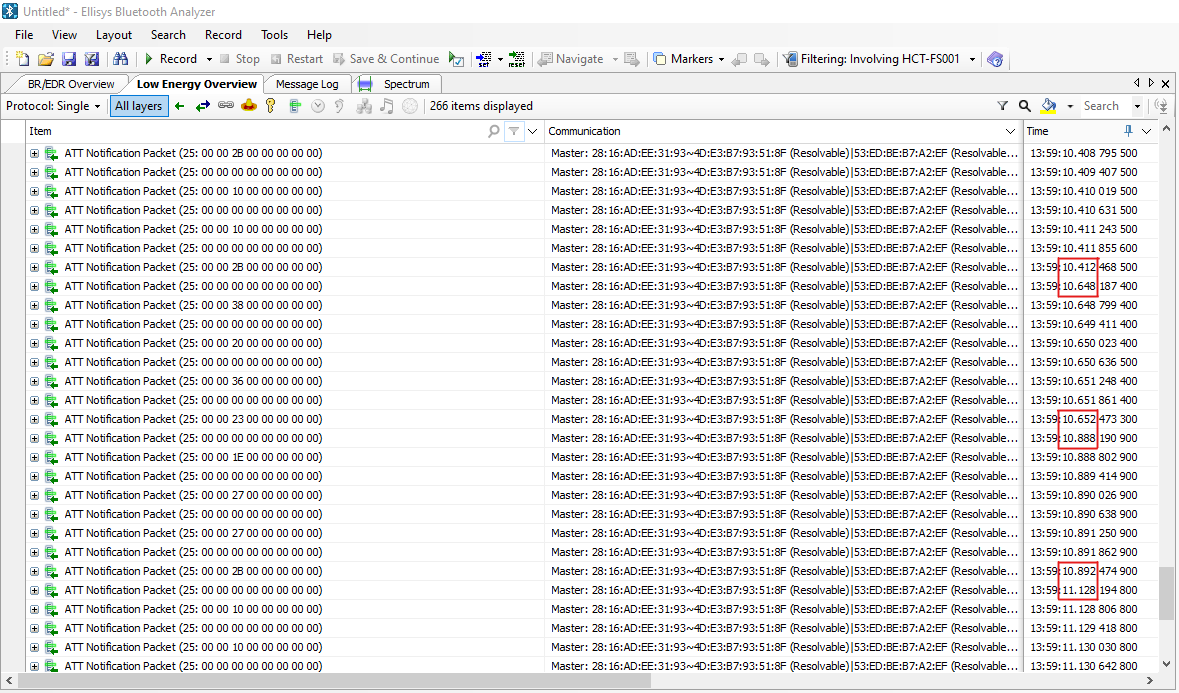 Untitled* - Ellisys Bluetooth Analyzer
File View Layout Search Record Tools Help
Record Stop Restart Save & Continue set reset Navigate Markers Filtering: Involving HCT-FS001
BR/EDR Overview Low Energy Overview Message Log Spectrum
Protocol: Single All layers 266 items displayed Search
Item Communication Time
ATT Notification Packet (25: 00 00 2B 00 00 00 00 00) Master: 28:16:AD:EE:31:93~4D:E3:B7:93:51:8F (Resolvable)|53:ED:BE:B7:A2:EF (Resolvable... 13:59:10.408 795 500
ATT Notification Packet (25: 00 00 00 00 00 00 00 00) Master: 28:16:AD:EE:31:93~4D:E3:B7:93:51:8F (Resolvable)|53:ED:BE:B7:A2:EF (Resolvable... 13:59:10.409 407 500
ATT Notification Packet (25: 00 00 10 00 00 00 00 00) Master: 28:16:AD:EE:31:93~4D:E3:B7:93:51:8F (Resolvable)|53:ED:BE:B7:A2:EF (Resolvable... 13:59:10.410 019 500
ATT Notification Packet (25: 00 00 00 00 00 00 00 00) Master: 28:16:AD:EE:31:93~4D:E3:B7:93:51:8F (Resolvable)|53:ED:BE:B7:A2:EF (Resolvable... 13:59:10.410 631 500
ATT Notification Packet (25: 00 00 10 00 00 00 00 00) Master: 28:16:AD:EE:31:93~4D:E3:B7:93:51:8F (Resolvable)|53:ED:BE:B7:A2:EF (Resolvable... 13:59:10.411 243 500
ATT Notification Packet (25: 00 00 00 00 00 00 00 00) Master: 28:16:AD:EE:31:93~4D:E3:B7:93:51:8F (Resolvable)|53:ED:BE:B7:A2:EF (Resolvable... 13:59:10.411 855 600
ATT Notification Packet (25: 00 00 2B 00 00 00 00 00) Master: 28:16:AD:EE:31:93~4D:E3:B7:93:51:8F (Resolvable)|53:ED:BE:B7:A2:EF (Resolvable... 13:59:10.412 468 500
ATT Notification Packet (25: 00 00 00 00 00 00 00 00) Master: 28:16:AD:EE:31:93~4D:E3:B7:93:51:8F (Resolvable)|53:ED:BE:B7:A2:EF (Resolvable... 13:59:10.648 187 400
ATT Notification Packet (25: 00 00 38 00 00 00 00 00) Master: 28:16:AD:EE:31:93~4D:E3:B7:93:51:8F (Resolvable)|53:ED:BE:B7:A2:EF (Resolvable... 13:59:10.648 799 400
ATT Notification Packet (25: 00 00 00 00 00 00 00 00) Master: 28:16:AD:EE:31:93~4D:E3:B7:93:51:8F (Resolvable)|53:ED:BE:B7:A2:EF (Resolvable... 13:59:10.649 411 400
ATT Notification Packet (25: 00 00 20 00 00 00 00 00) Master: 28:16:AD:EE:31:93~4D:E3:B7:93:51:8F (Resolvable)|53:ED:BE:B7:A2:EF (Resolvable... 13:59:10.650 023 400
ATT Notification Packet (25: 00 00 00 00 00 00 00 00) Master: 28:16:AD:EE:31:93~4D:E3:B7:93:51:8F (Resolvable)|53:ED:BE:B7:A2:EF (Resolvable... 13:59:10.650 636 500
ATT Notification Packet (25: 00 00 36 00 00 00 00 00) Master: 28:16:AD:EE:31:93~4D:E3:B7:93:51:8F (Resolvable)|53:ED:BE:B7:A2:EF (Resolvable... 13:59:10.651 248 400
ATT Notification Packet (25: 00 00 00 00 00 00 00 00) Master: 28:16:AD:EE:31:93~4D:E3:B7:93:51:8F (Resolvable)|53:ED:BE:B7:A2:EF (Resolvable... 13:59:10.651 861 400
ATT Notification Packet (25: 00 00 23 00 00 00 00 00) Master: 28:16:AD:EE:31:93~4D:E3:B7:93:51:8F (Resolvable)|53:ED:BE:B7:A2:EF (Resolvable... 13:59:10.652 473 300
ATT Notification Packet (25: 00 00 00 00 00 00 00 00) Master: 28:16:AD:EE:31:93~4D:E3:B7:93:51:8F (Resolvable)|53:ED:BE:B7:A2:EF (Resolvable... 13:59:10.888 190 900
ATT Notification Packet (25: 00 00 1E 00 00 00 00 00) Master: 28:16:AD:EE:31:93~4D:E3:B7:93:51:8F (Resolvable)|53:ED:BE:B7:A2:EF (Resolvable... 13:59:10.888 802 900
ATT Notification Packet (25: 00 00 00 00 00 00 00 00) Master: 28:16:AD:EE:31:93~4D:E3:B7:93:51:8F (Resolvable)|53:ED:BE:B7:A2:EF (Resolvable... 13:59:10.889 414 900
ATT Notification Packet (25: 00 00 27 00 00 00 00 00) Master: 28:16:AD:EE:31:93~4D:E3:B7:93:51:8F (Resolvable)|53:ED:BE:B7:A2:EF (Resolvable... 13:59:10.890 026 900
ATT Notification Packet (25: 00 00 00 00 00 00 00 00) Master: 28:16:AD:EE:31:93~4D:E3:B7:93:51:8F (Resolvable)|53:ED:BE:B7:A2:EF (Resolvable... 13:59:10.890 638 900
ATT Notification Packet (25: 00 00 27 00 00 00 00 00) Master: 28:16:AD:EE:31:93~4D:E3:B7:93:51:8F (Resolvable)|53:ED:BE:B7:A2:EF (Resolvable... 13:59:10.891 250 900
ATT Notification Packet (25: 00 00 00 00 00 00 00 00) Master: 28:16:AD:EE:31:93~4D:E3:B7:93:51:8F (Resolvable)|53:ED:BE:B7:A2:EF (Resolvable... 13:59:10.891 862 900
ATT Notification Packet (25: 00 00 2B 00 00 00 00 00) Master: 28:16:AD:EE:31:93~4D:E3:B7:93:51:8F (Resolvable)|53:ED:BE:B7:A2:EF (Resolvable... 13:59:10.892 474 900
ATT Notification Packet (25: 00 00 00 00 00 00 00 00) Master: 28:16:AD:EE:31:93~4D:E3:B7:93:51:8F (Resolvable)|53:ED:BE:B7:A2:EF (Resolvable... 13:59:11.128 194 800
ATT Notification Packet (25: 00 00 10 00 00 00 00 00) Master: 28:16:AD:EE:31:93~4D:E3:B7:93:51:8F (Resolvable)|53:ED:BE:B7:A2:EF (Resolvable... 13:59:11.128 806 800
ATT Notification Packet (25: 00 00 00 00 00 00 00 00) Master: 28:16:AD:EE:31:93~4D:E3:B7:93:51:8F (Resolvable)|53:ED:BE:B7:A2:EF (Resolvable... 13:59:11.129 418 800
ATT Notification Packet (25: 00 00 10 00 00 00 00 00) Master: 28:16:AD:EE:31:93~4D:E3:B7:93:51:8F (Resolvable)|53:ED:BE:B7:A2:EF (Resolvable... 13:59:11.130 030 800
ATT Notification Packet (25: 00 00 00 00 00 00 00 00) Master: 28:16:AD:EE:31:93~4D:E3:B7:93:51:8F (Resolvable)|53:ED:BE:B7:A2:EF (Resolvable... 13:59:11.130 642 800